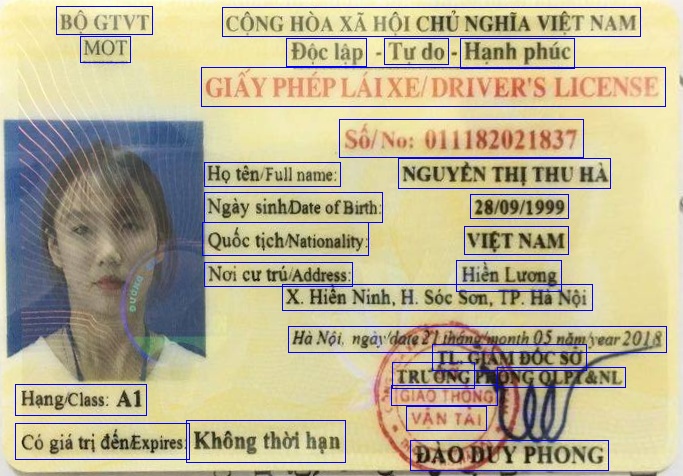 BỘ GTVT
MOT
CỘNG HÒA XÃ HỘI CHỦ NGHĨA VIỆT NAM
Độc lập - Tự do - Hạnh phúc
GIẤY PHÉP LÁI XE/ DRIVER'S LICENSE
Số/ No: 011182021837
Họ tên/Full name: NGUYỄN THỊ THU HÀ
Ngày sinh/Date of Birth: 28/09/1999
Quốc tịch/Nationality: VIỆT NAM
Nơi cư trú/Address: Hiền Lương
X. Hiền Ninh, H. Sóc Sơn, TP. Hà Nội
Hà Nội, ngày/date 21 tháng/month 05 năm/year 2018
TL. GIÁM ĐỐC SỞ
TRƯỞNG PHÒNG QLPT&NL
GIAO THÔNG
VẬN TẢI
Hạng/Class: A1
Có giá trị đến/Expires: Không thời hạn
ĐÀO DUY PHONG